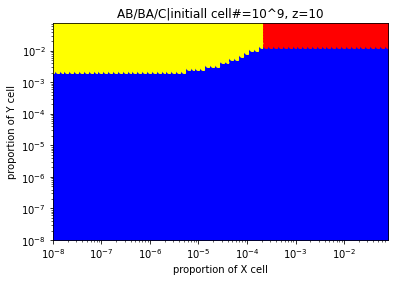 AB/BA/C|initiall cell#=10^9, z=10
proportion of Y cell
10⁻²
10⁻³
10⁻⁴
10⁻⁵
10⁻⁶
10⁻⁷
10⁻⁸
10⁻⁸ 10⁻⁷ 10⁻⁶ 10⁻⁵ 10⁻⁴ 10⁻³ 10⁻²
proportion of X cell